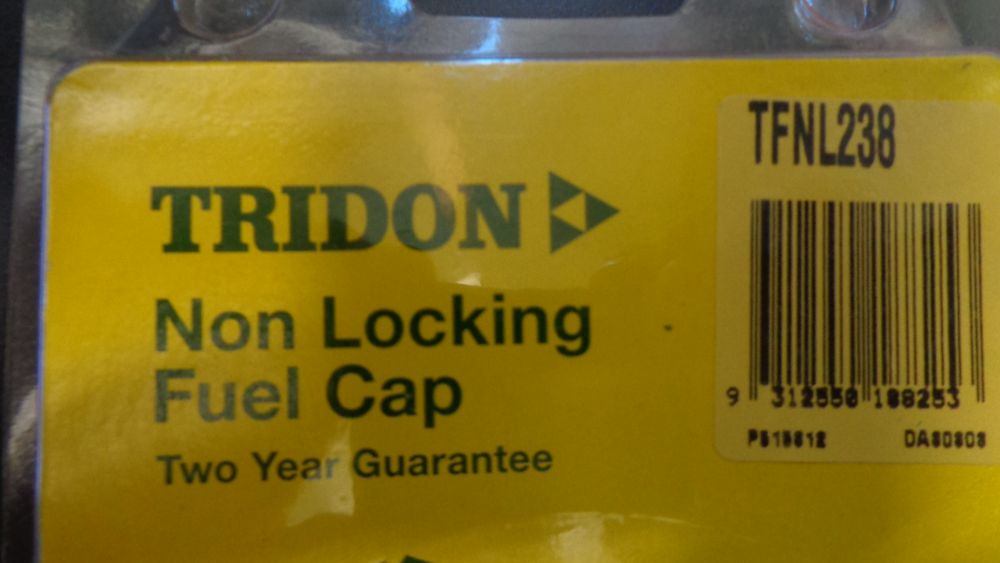 TRIDON
Non Locking
Fuel Cap
Two Year Guarantee
TFNL238
9 312550 188253